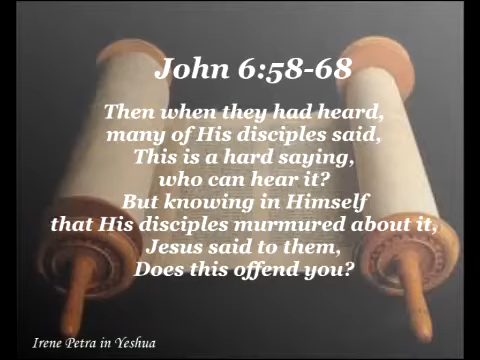 John 6:58-68
Then when they had heard,
many of His disciples said,
This is a hard saying,
who can hear it?
But knowing in Himself
that His disciples murmured about it,
Jesus said to them,
Does this offend you?
Irene Petra in Yeshua